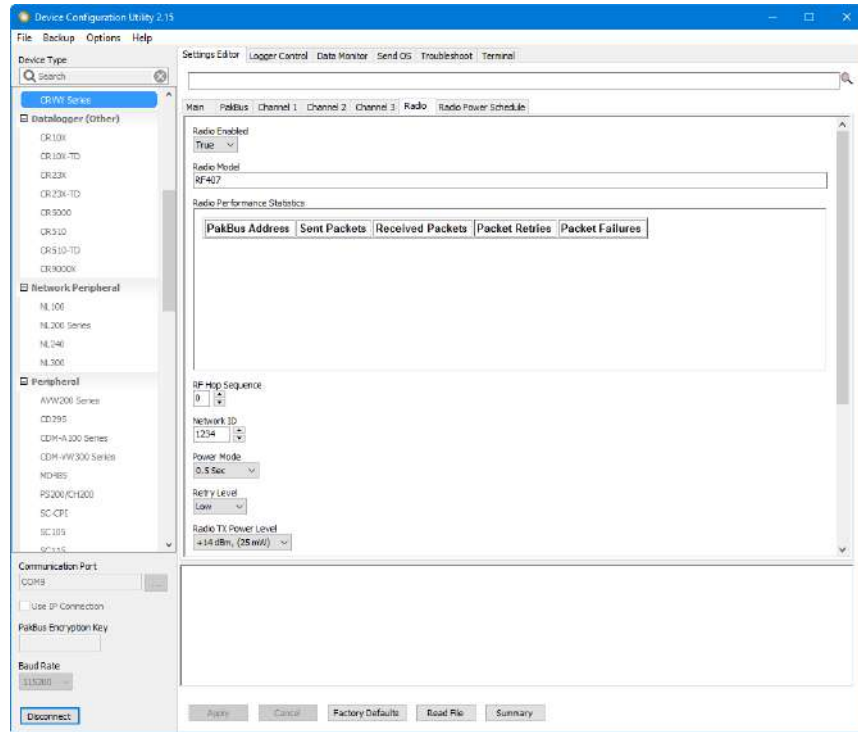 Device Configuration Utility 2.15
File Backup Options Help
Device Type
Search
CRVW Series
Datalogger (Other)
CR10X
CR10X-TD
CR23X
CR23X-TD
CR5000
CR510
CR510-TD
CR9000X
Network Peripheral
NL100
NL200 Series
NL240
NL300
Peripheral
AVW200 Series
CD295
CDM-A100 Series
CDM-VW300 Series
MD485
PS200/CH200
SC-CPI
SC105
SC115
Communication Port
COM8
...
Use IP Connection
PakBus Encryption Key
Baud Rate
115200
Disconnect
Settings Editor Logger Control Data Monitor Send OS Troubleshoot Terminal
Main PakBus Channel 1 Channel 2 Channel 3 Radio Radio Power Schedule
Radio Enabled
True
Radio Model
RF407
Radio Performance Statistics
PakBus Address Sent Packets Received Packets Packet Retries Packet Failures
RF Hop Sequence
0
Network ID
1234
Power Mode
0.5 Sec
Retry Level
Low
Radio TX Power Level
+14 dBm, (25 mW)
Apply Cancel Factory Defaults Read File Summary